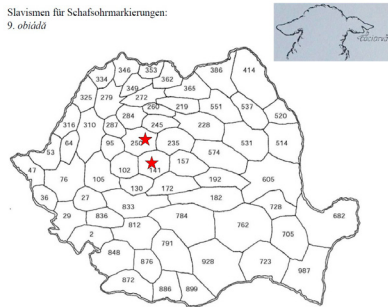 Slavismen für Schafsohrmarkierungen:
9. obiádă
346 353 386 414
334 362
349 365
325 279 272
260 219 551 537
284 520
316 310 287 245 228
64 95 250 235 531 514
53 574
47 102 141 157
76 105 192 605
130 172
36 182
29 27 833 728 682
836 784
2 812 762 705
791
848 876 928 723 987
872 886 899